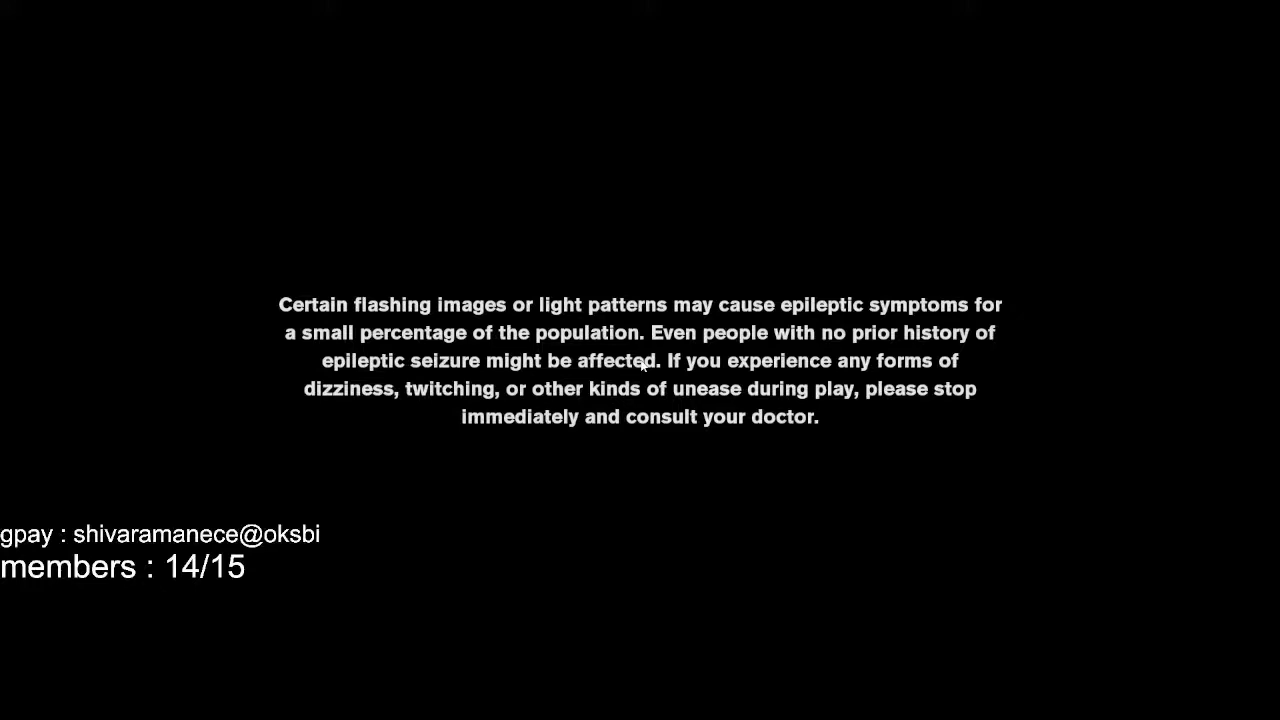 Certain flashing images or light patterns may cause epileptic symptoms for
a small percentage of the population. Even people with no prior history of
epileptic seizure might be affected. If you experience any forms of
dizziness, twitching, or other kinds of unease during play, please stop
immediately and consult your doctor.
gpay : shivaramanece@oksbi
members : 14/15